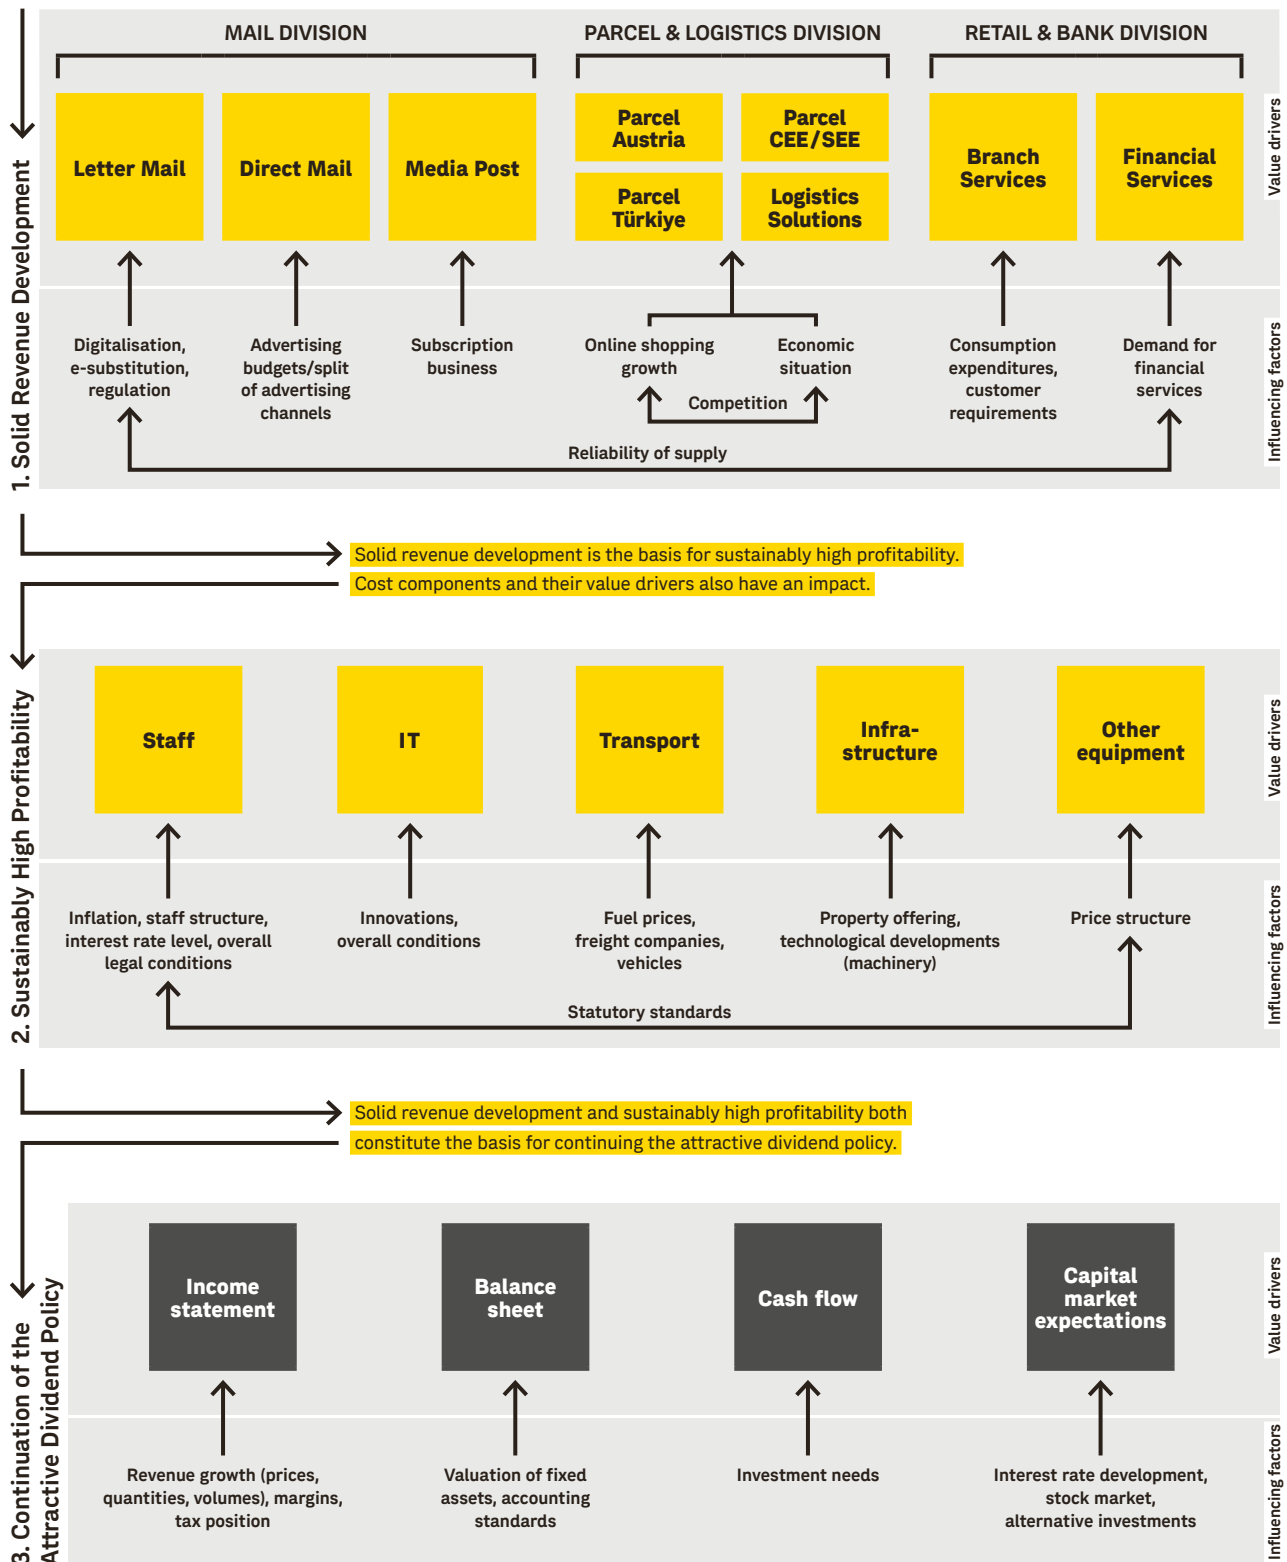 MAIL DIVISION
PARCEL & LOGISTICS DIVISION
RETAIL & BANK DIVISION
1. Solid Revenue Development
Value drivers
Letter Mail
Direct Mail
Media Post
Parcel
Austria
Parcel
CEE/SEE
Parcel
Türkiye
Logistics
Solutions
Branch
Services
Financial
Services
Influencing factors
Digitalisation,
e-substitution,
regulation
Advertising
budgets/split
of advertising
channels
Subscription
business
Online shopping
growth
Economic
situation
Competition
Consumption
expenditures,
customer
requirements
Demand for
financial
services
Reliability of supply
Solid revenue development is the basis for sustainably high profitability.
Cost components and their value drivers also have an impact.
2. Sustainably High Profitability
Value drivers
Staff
IT
Transport
Infra-
structure
Other
equipment
Influencing factors
Inflation, staff structure,
interest rate level, overall
legal conditions
Innovations,
overall conditions
Fuel prices,
freight companies,
vehicles
Property offering,
technological developments
(machinery)
Price structure
Statutory standards
Solid revenue development and sustainably high profitability both
constitute the basis for continuing the attractive dividend policy.
3. Continuation of the
Attractive Dividend Policy
Value drivers
Income
statement
Balance
sheet
Cash flow
Capital
market
expectations
Influencing factors
Revenue growth (prices,
quantities, volumes), margins,
tax position
Valuation of fixed
assets, accounting
standards
Investment needs
Interest rate development,
stock market,
alternative investments